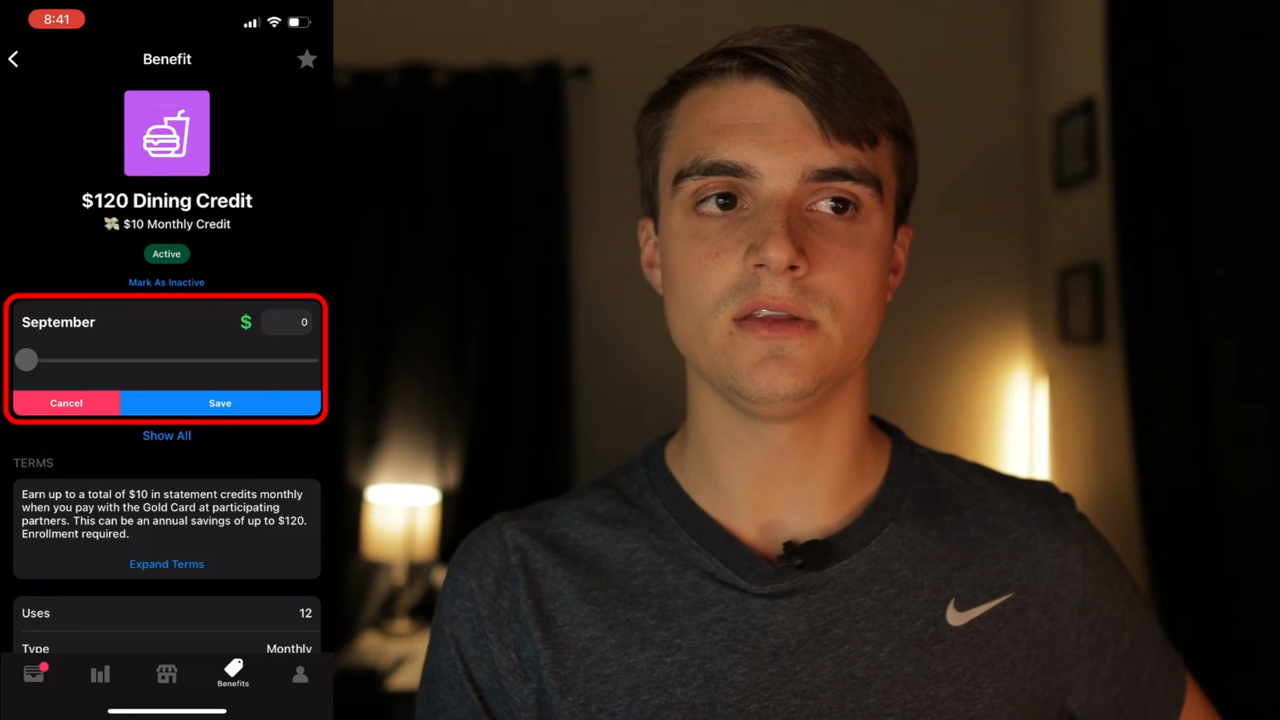 8:41
Benefit
$120 Dining Credit
💸 $10 Monthly Credit
Active
Mark As Inactive
September $ 0
Cancel Save
Show All
TERMS
Earn up to a total of $10 in statement credits monthly
when you pay with the Gold Card at participating
partners. This can be an annual savings of up to $120.
Enrollment required.
Expand Terms
Uses 12
Type Monthly
Benefits